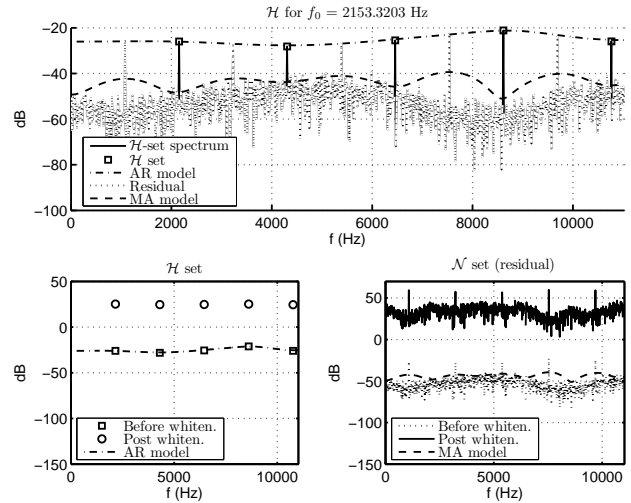 ℋ for f₀ = 2153.3203 Hz
−20
−40
−60
−80
−100
dB
ℋ-set spectrum
ℋ set
AR model
Residual
MA model
0
2000
4000
6000
8000
10000
f (Hz)
ℋ set
50
0
−50
−100
−150
dB
Before whiten.
Post whiten.
AR model
0
5000
10000
f (Hz)
𝒩 set (residual)
50
0
−50
−100
−150
dB
Before whiten.
Post whiten.
MA model
0
5000
10000
f (Hz)